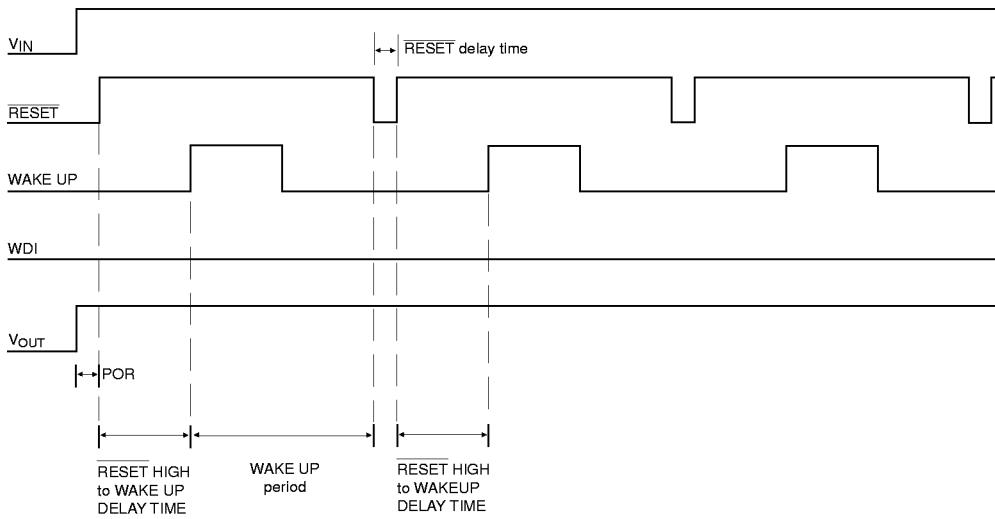 VIN
RESET delay time
RESET
WAKE UP
WDI
VOUT
POR
RESET HIGH
to WAKE UP
DELAY TIME
WAKE UP
period
RESET HIGH
to WAKEUP
DELAY TIME